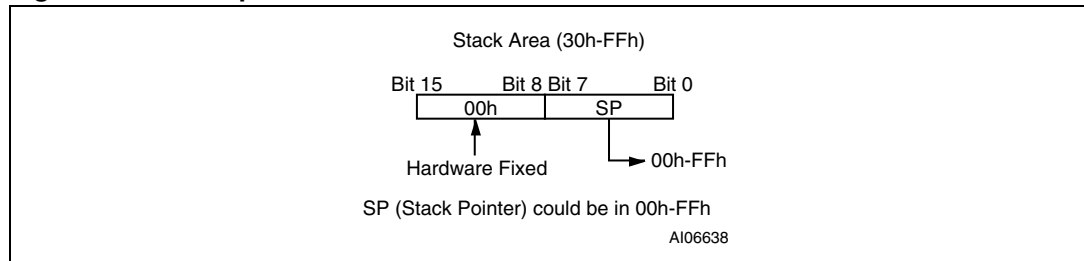 Stack Area (30h-FFh)
Bit 15 Bit 8 Bit 7 Bit 0
00h SP
Hardware Fixed 00h-FFh
SP (Stack Pointer) could be in 00h-FFh
AI06638